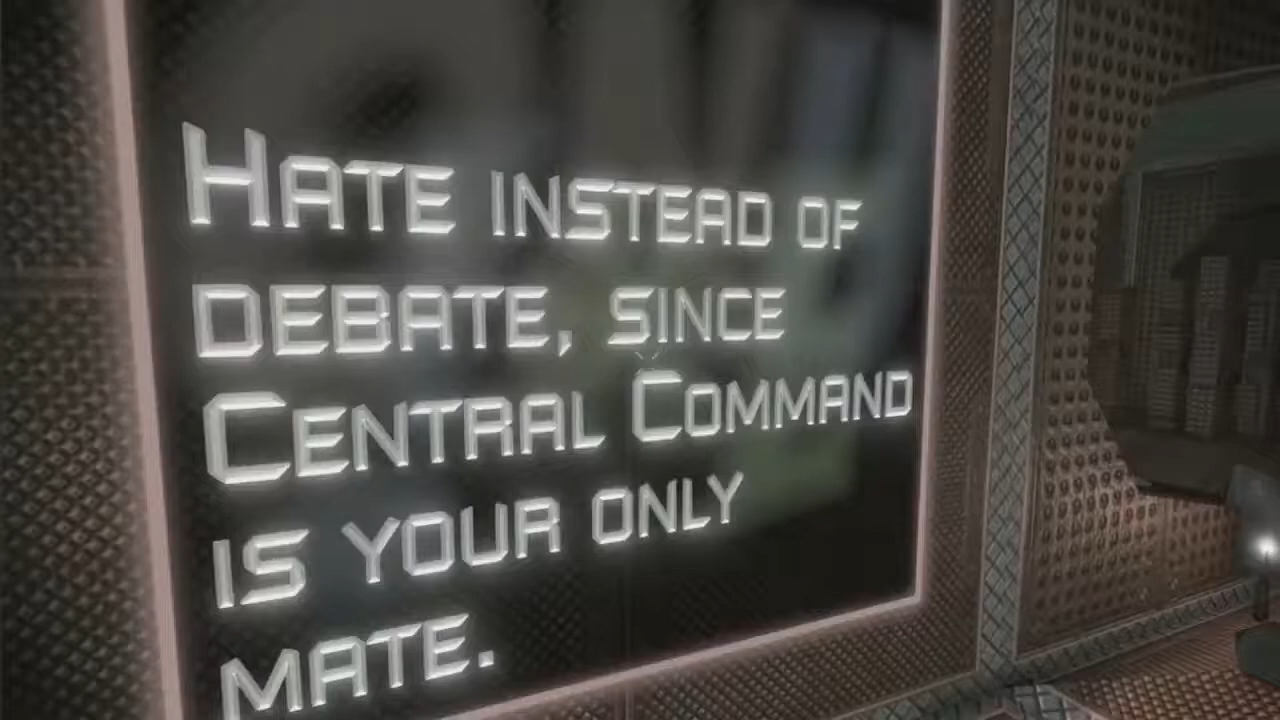 Hate instead of
debate, since
Central Command
is your only
mate.